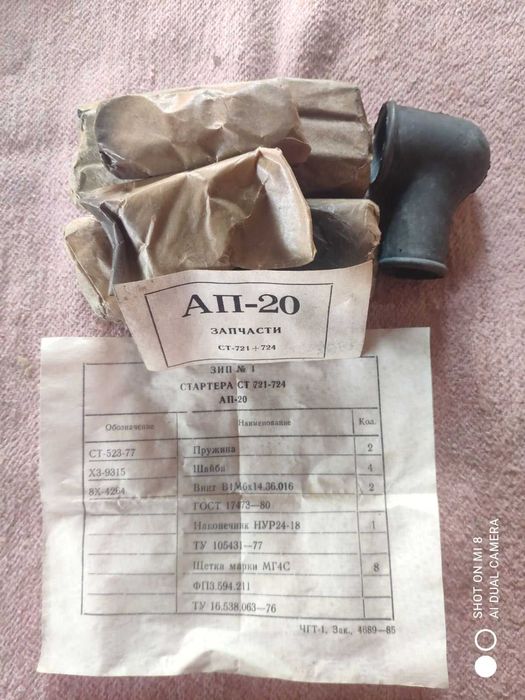 АП-20
ЗАПЧАСТИ
СТ-721÷724
ЗИП № 1
СТАРТЕРА СТ 721-724
АП-20
Обозначение Наименование Кол.
СТ-523-77 Пружина 2
ХЗ-9315 Шайба 4
8Х-4264 Винт В1М6х14.36.016 2
ГОСТ 17473—80
Наконечник НУР24-18 1
ТУ 105431—77
Щетка марки МГ4С 8
ФПЗ.594.211
ТУ 16.538.063—76
ЧГТ-1, Зак., 4689—85
SHOT ON MI 8
AI DUAL CAMERA